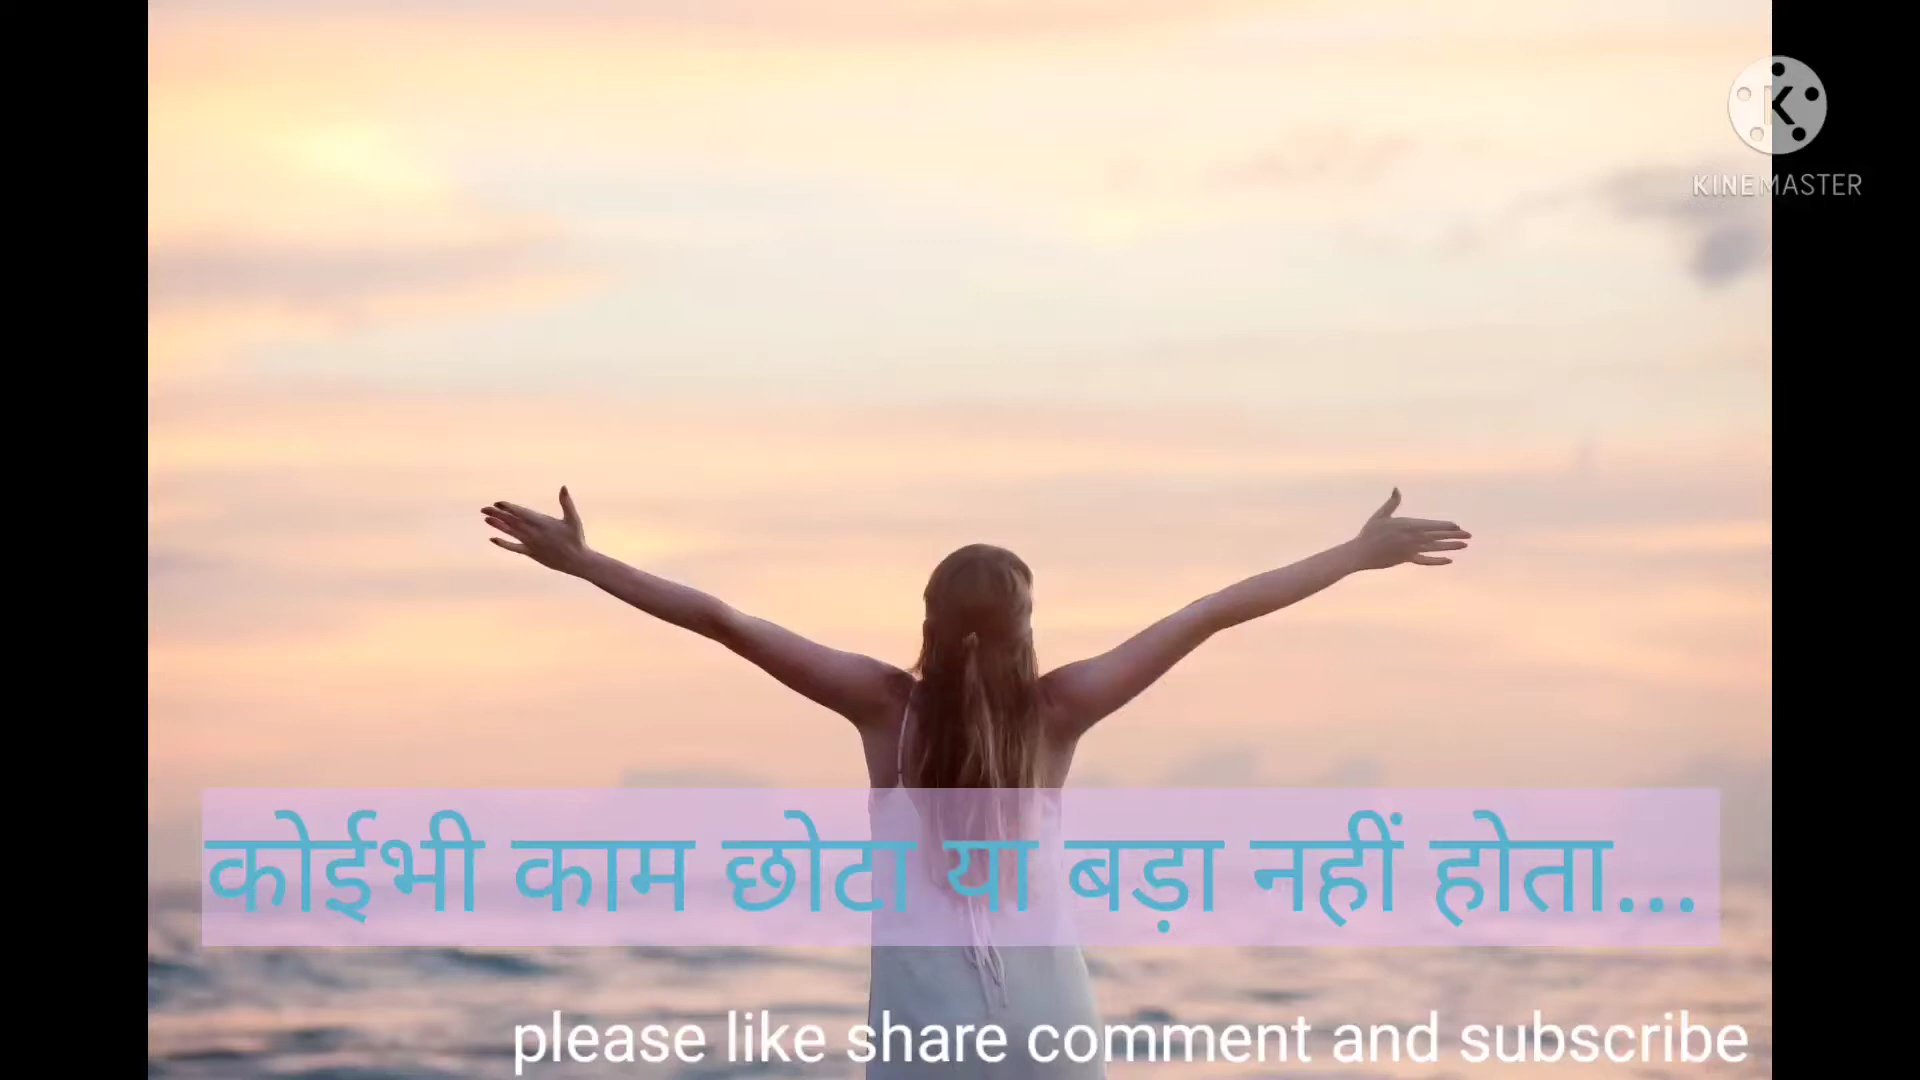 KINEMASTER
कोईभी काम छोटा या बड़ा नहीं होता...
please like share comment and subscribe